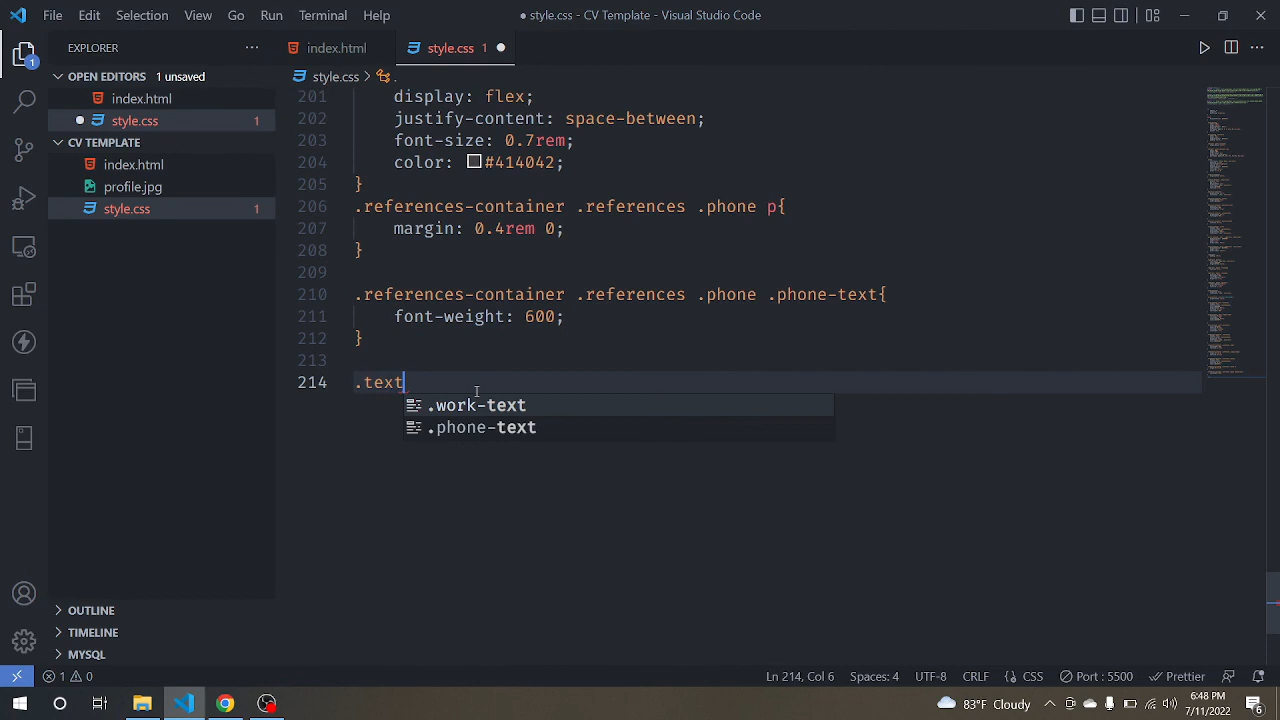 File Edit Selection View Go Run Terminal Help
● style.css - CV Template - Visual Studio Code
EXPLORER
OPEN EDITORS 1 unsaved
index.html
style.css 1
CV TEMPLATE
index.html
profile.jpg
style.css 1
OUTLINE
TIMELINE
MYSQL
1
index.html
style.css 1
style.css > .
201 display: flex;
202 justify-content: space-between;
203 font-size: 0.7rem;
204 color: #414042;
205 }
206 .references-container .references .phone p{
207 margin: 0.4rem 0;
208 }
209
210 .references-container .references .phone .phone-text{
211 font-weight: 600;
212 }
213
214 .text
.work-text
.phone-text
1 0
Ln 214, Col 6 Spaces: 4 UTF-8 CRLF {} CSS Port : 5500 Prettier
83°F Cloudy
6:48 PM
7/11/2022
6